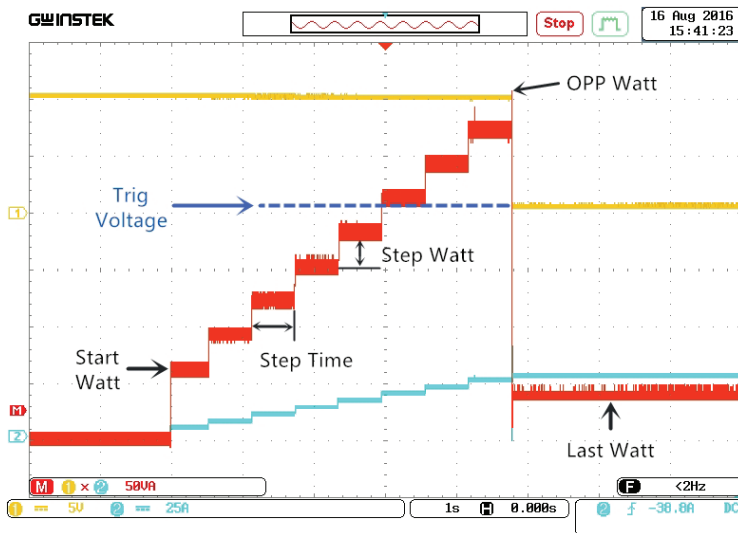 GWINSTEK
Stop
16 Aug 2016
15:41:23
OPP Watt
Trig
Voltage
1
Step Watt
Start
Watt
Step Time
M
2
Last Watt
M 1 × 2 50VA
F <2Hz
1 5V 2 25A
1s H 0.000s
2 -38.8A DC